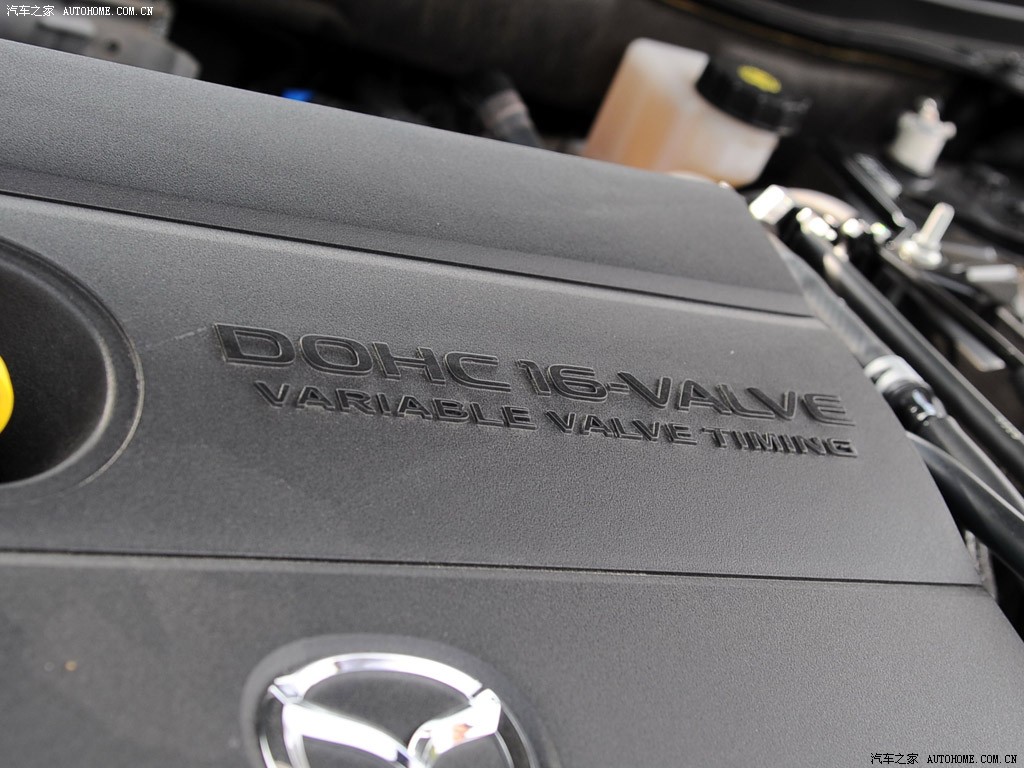 汽车之家 AUTOHOME.COM.CN
DOHC 16-VALVE
VARIABLE VALVE TIMING
汽车之家 AUTOHOME.COM.CN